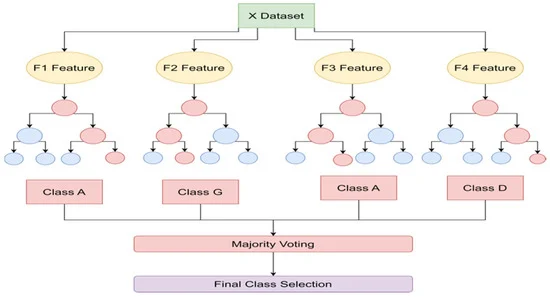 X Dataset
F1 Feature
F2 Feature
F3 Feature
F4 Feature
Class A
Class G
Class A
Class D
Majority Voting
Final Class Selection